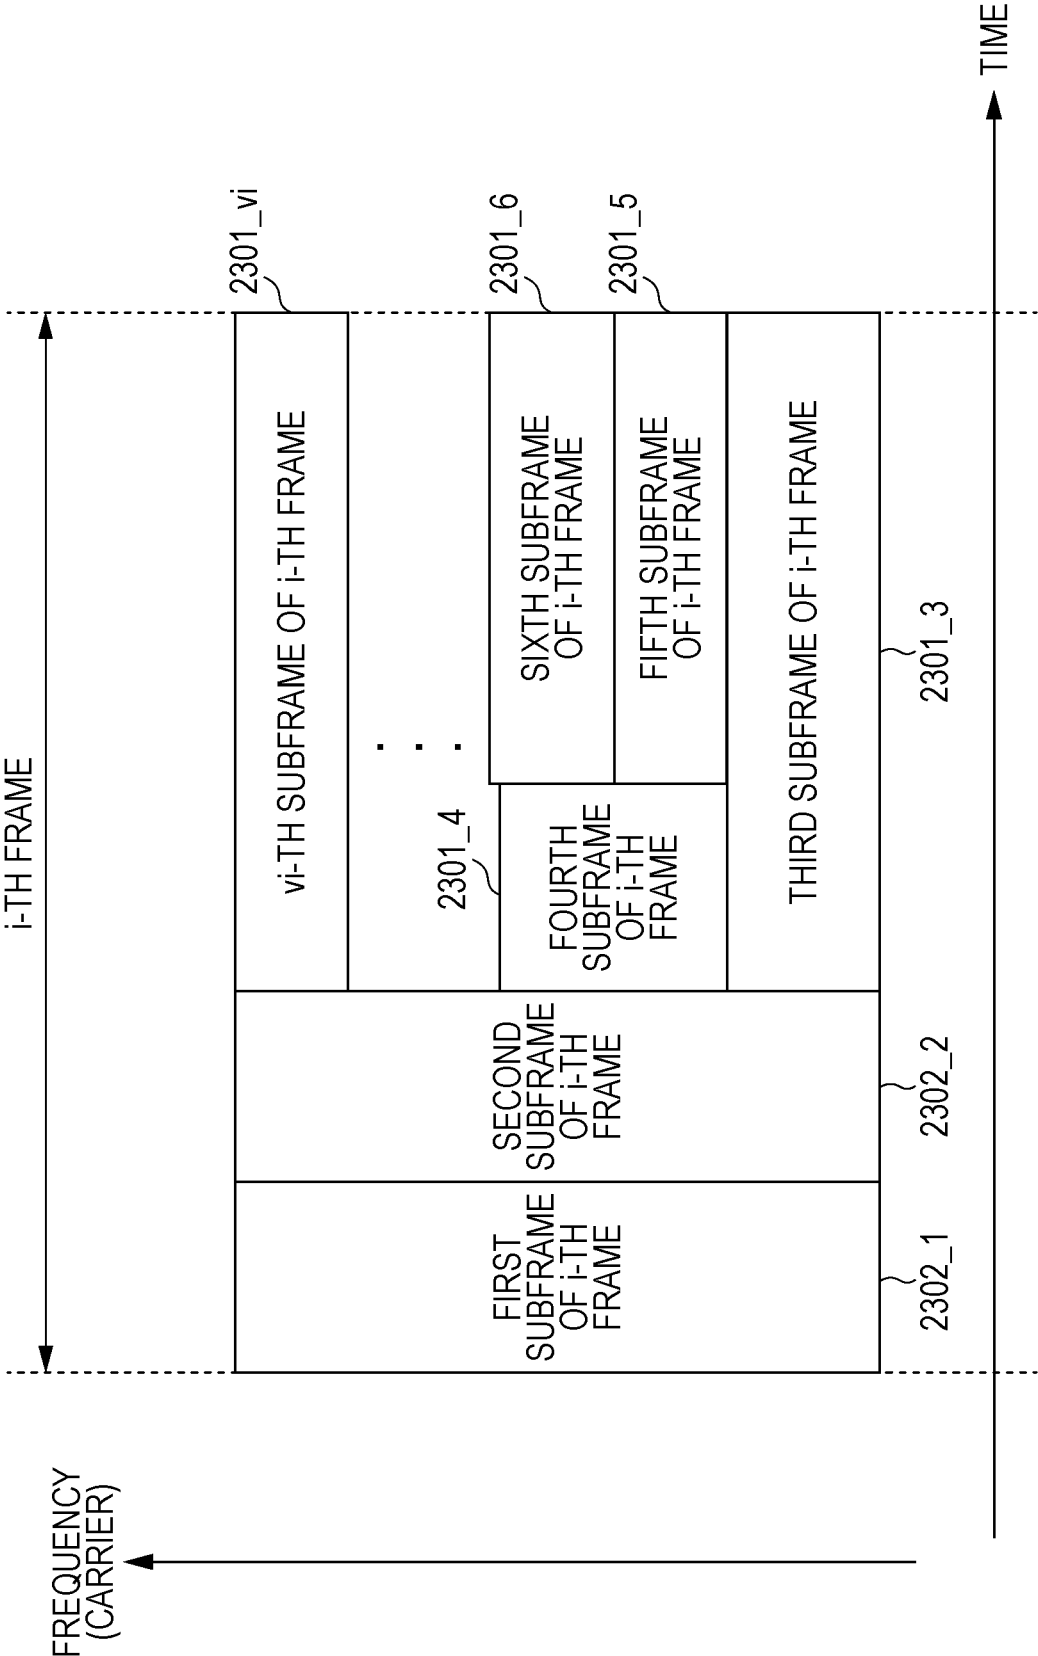 i-TH FRAME
FREQUENCY
(CARRIER)
2301_vi
vi-TH SUBFRAME OF i-TH FRAME
. . .
2301_4
2301_6
SIXTH SUBFRAME
OF i-TH FRAME
2301_5
FIFTH SUBFRAME
OF i-TH FRAME
FIRST
SUBFRAME
OF i-TH
FRAME
SECOND
SUBFRAME
OF i-TH
FRAME
FOURTH
SUBFRAME
OF i-TH
FRAME
THIRD SUBFRAME OF i-TH FRAME
2302_1
2302_2
2301_3
TIME